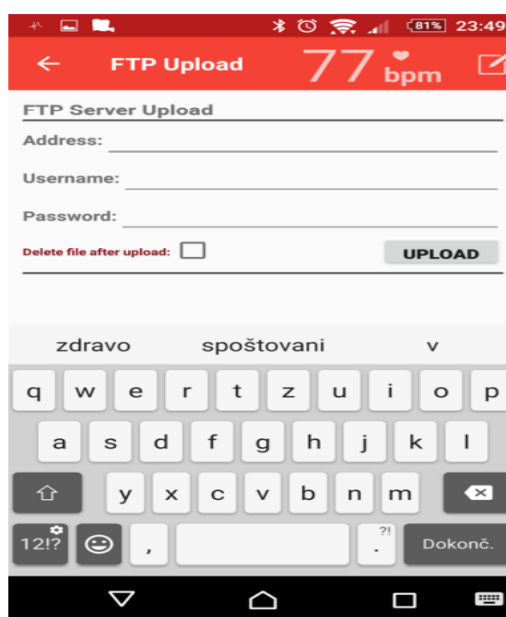 81% 23:49
FTP Upload 77 bpm
FTP Server Upload
Address:
Username:
Password:
Delete file after upload: UPLOAD
zdravo spoštovani v
q w e r t z u i o p
a s d f g h j k l
y x c v b n m
12!? , ?! . Dokonč.